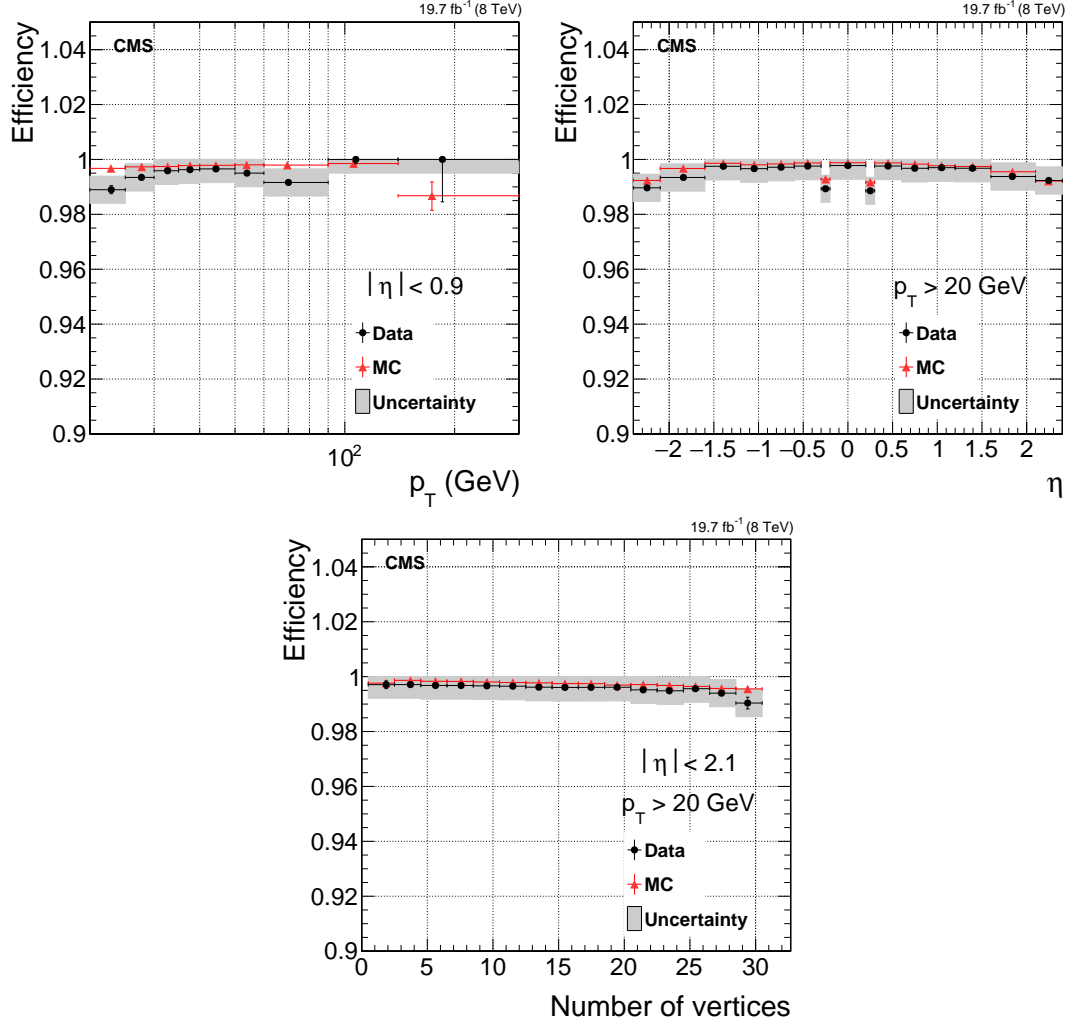 19.7 fb⁻¹ (8 TeV)
CMS
Efficiency
1.04
1.02
1
0.98
0.96
0.94
0.92
0.9
|η| < 0.9
Data
MC
Uncertainty
10²
p_T (GeV)
19.7 fb⁻¹ (8 TeV)
CMS
Efficiency
1.04
1.02
1
0.98
0.96
0.94
0.92
0.9
p_T > 20 GeV
Data
MC
Uncertainty
−2 −1.5 −1 −0.5 0 0.5 1 1.5 2
η
19.7 fb⁻¹ (8 TeV)
CMS
Efficiency
1.04
1.02
1
0.98
0.96
0.94
0.92
0.9
|η| < 2.1
p_T > 20 GeV
Data
MC
Uncertainty
0 5 10 15 20 25 30
Number of vertices